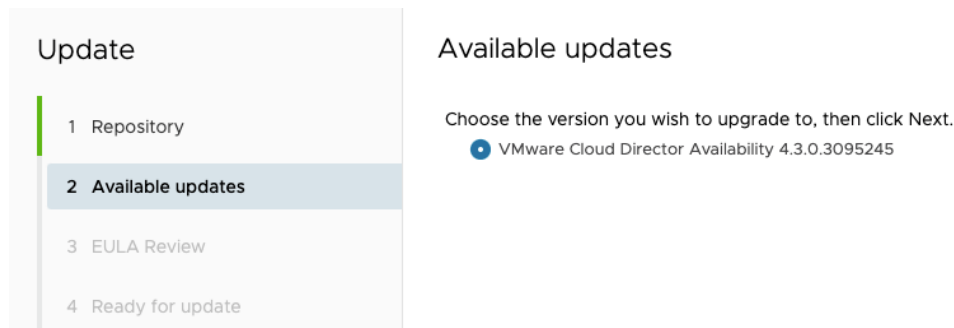 Update
1 Repository
2 Available updates
3 EULA Review
4 Ready for update
Available updates
Choose the version you wish to upgrade to, then click Next.
VMware Cloud Director Availability 4.3.0.3095245